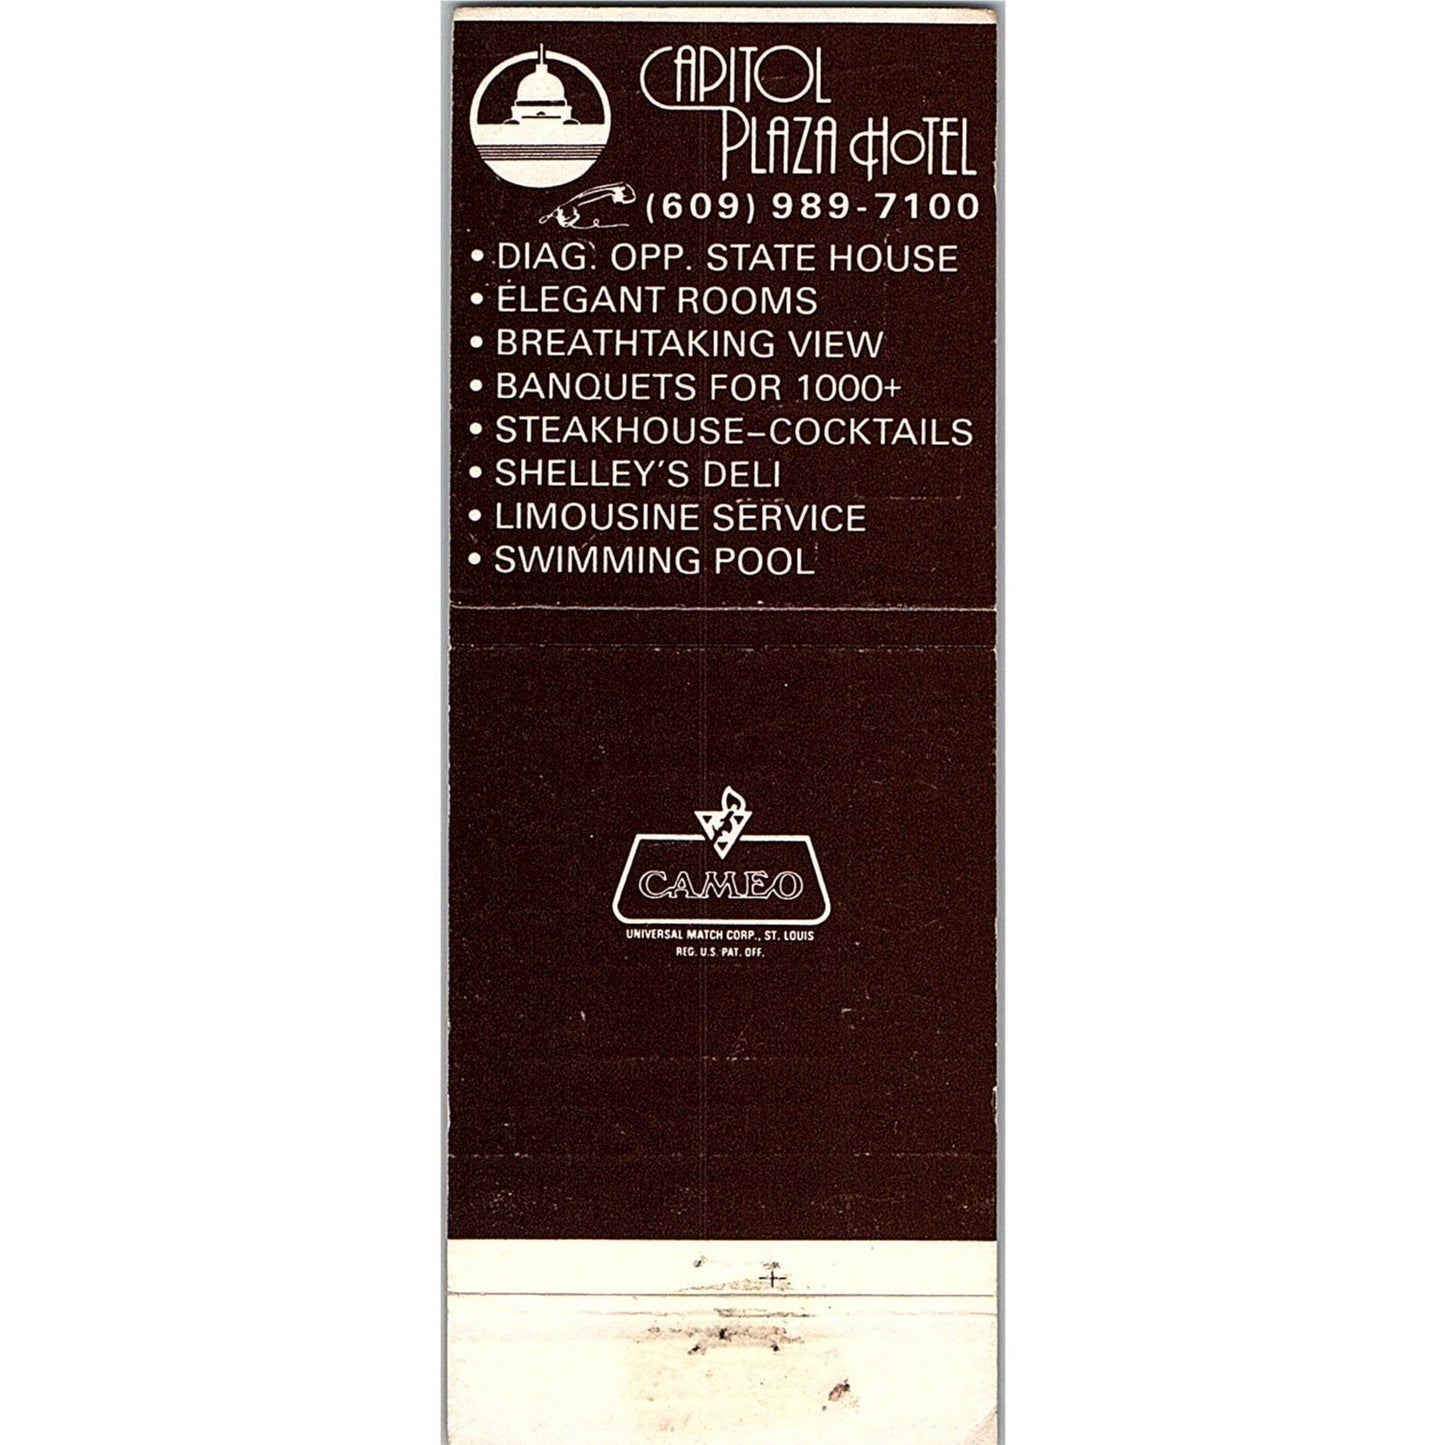 CAPITOL
PLAZA HOTEL
(609) 989-7100
• DIAG. OPP. STATE HOUSE
• ELEGANT ROOMS
• BREATHTAKING VIEW
• BANQUETS FOR 1000+
• STEAKHOUSE–COCKTAILS
• SHELLEY'S DELI
• LIMOUSINE SERVICE
• SWIMMING POOL
CAMEO
UNIVERSAL MATCH CORP., ST. LOUIS
REG. U.S. PAT. OFF.